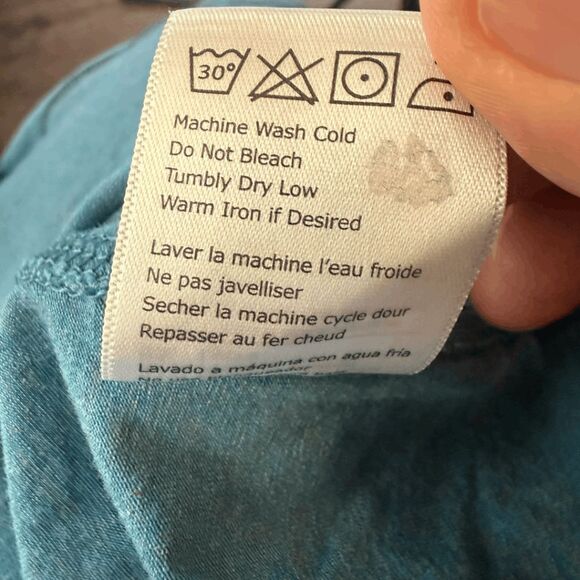 30°
Machine Wash Cold
Do Not Bleach
Tumbly Dry Low
Warm Iron if Desired
Laver la machine l'eau froide
Ne pas javelliser
Secher la machine cycle dour
Repasser au fer cheud
Lavado a máquina con agua fria